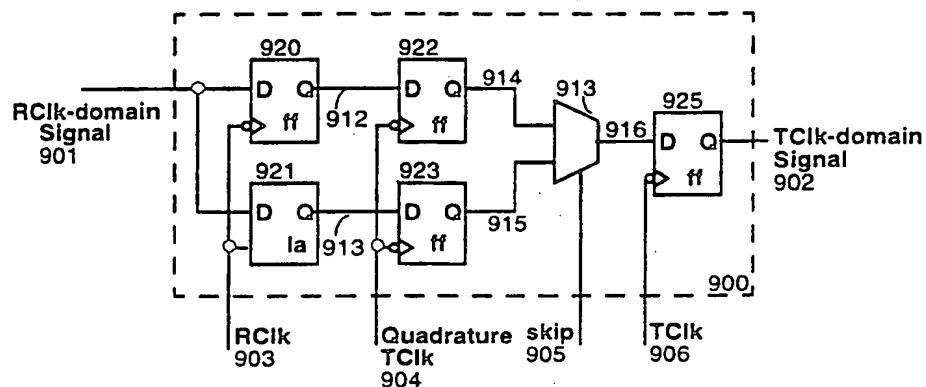 920
922
914
913
925
D Q
D Q
D Q
ff
ff
ff
912
916
RClk-domain
Signal
901
TClk-domain
Signal
902
921
923
D Q
D Q
la
ff
913
915
900
RClk
903
Quadrature
TClk
904
skip
905
TClk
906